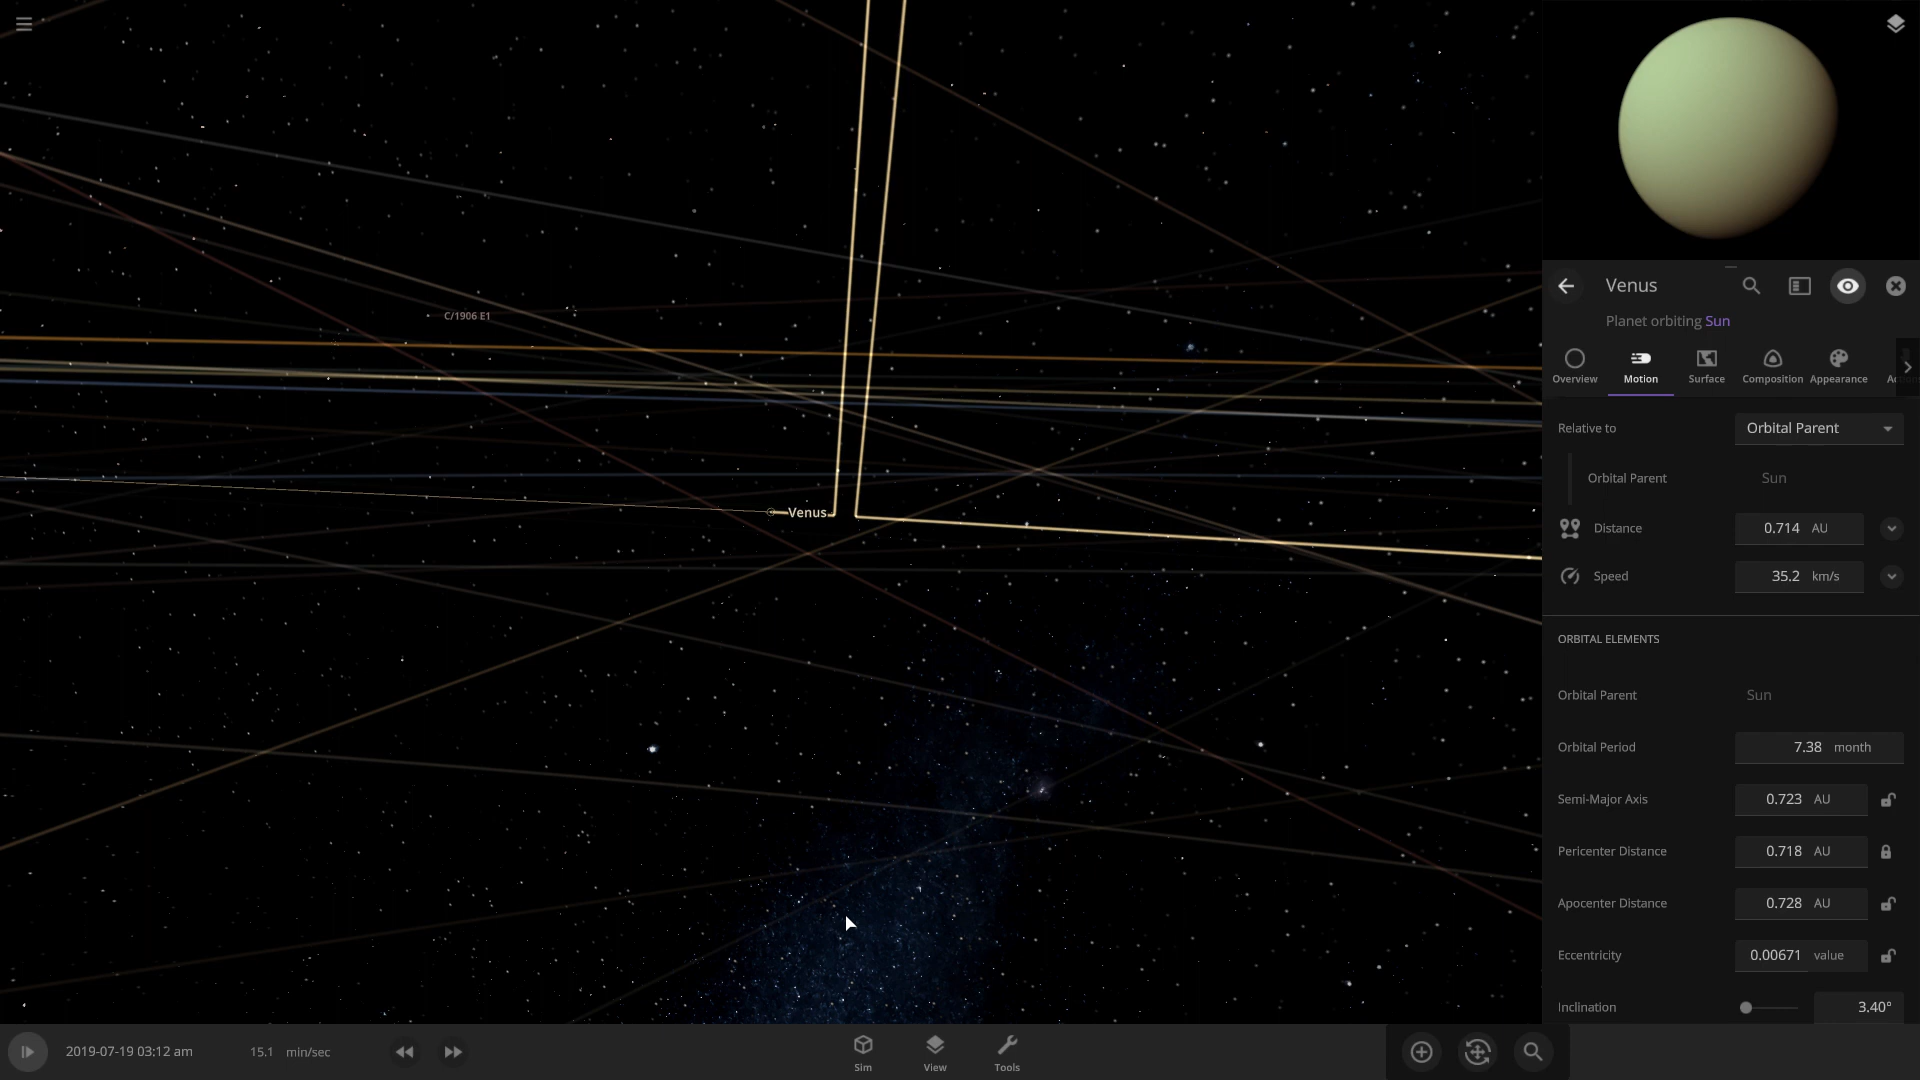 C/1906 E1
Venus
Venus
Planet orbiting Sun
Overview Motion Surface Composition Appearance
Relative to Orbital Parent
Orbital Parent Sun
Distance 0.714 AU
Speed 35.2 km/s
ORBITAL ELEMENTS
Orbital Parent Sun
Orbital Period 7.38 month
Semi-Major Axis 0.723 AU
Pericenter Distance 0.718 AU
Apocenter Distance 0.728 AU
Eccentricity 0.00671 value
Inclination 3.40°
2019-07-19 03:12 am 15.1 min/sec
Sim View Tools